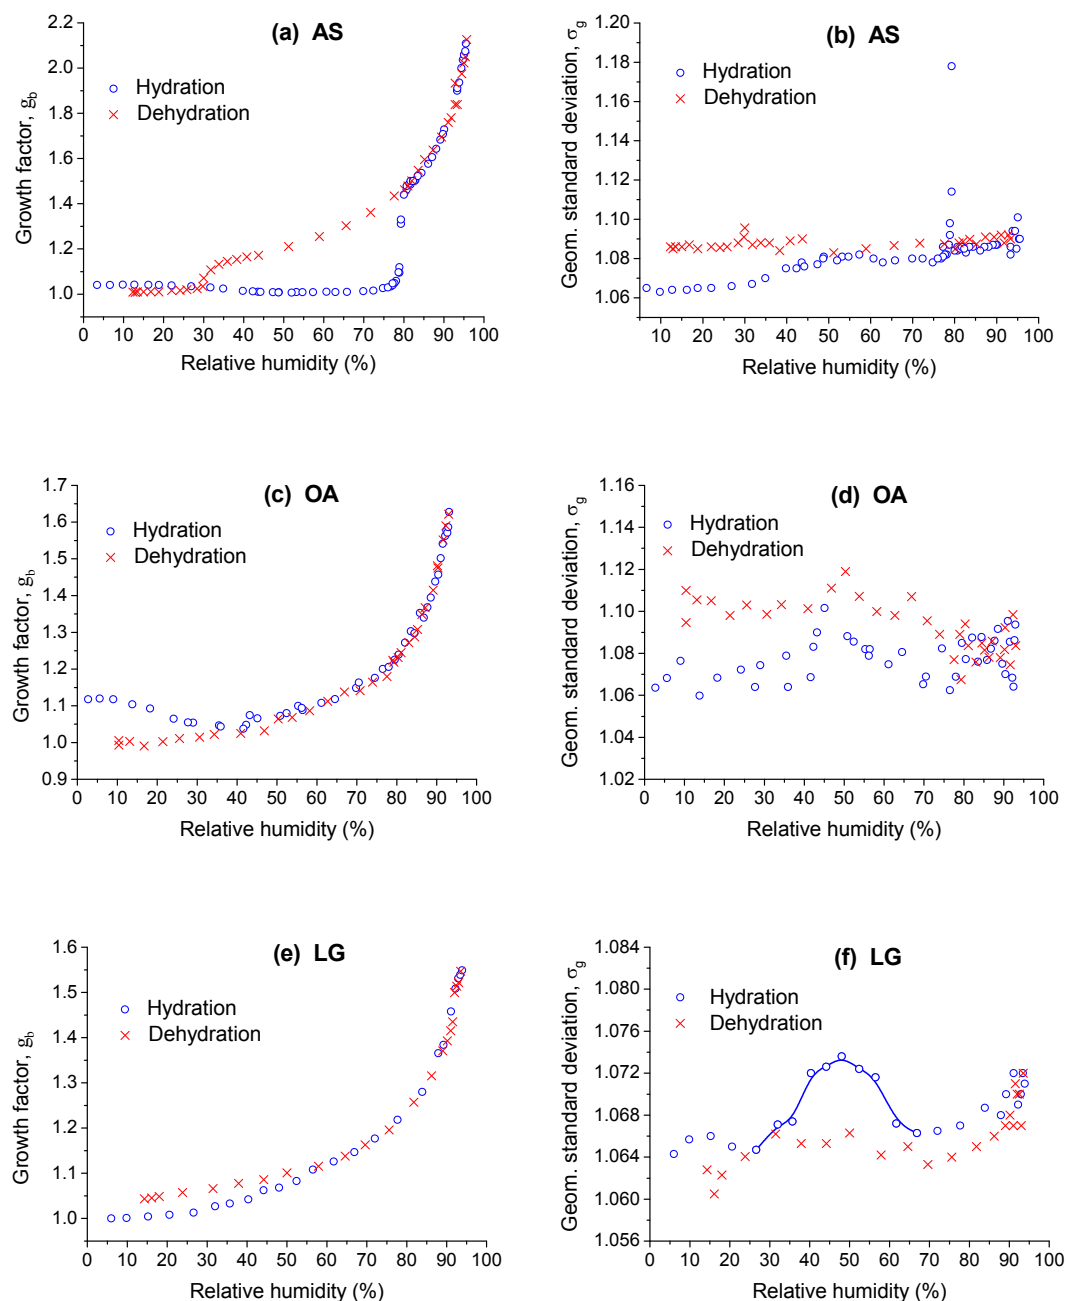 (a) AS
Growth factor, g_b
2.2
2.0
1.8
1.6
1.4
1.2
1.0
Hydration
Dehydration
0 10 20 30 40 50 60 70 80 90 100
Relative humidity (%)
(b) AS
Geom. standard deviation, σ_g
1.20
1.18
1.16
1.14
1.12
1.10
1.08
1.06
1.04
Hydration
Dehydration
10 20 30 40 50 60 70 80 90 100
Relative humidity (%)
(c) OA
Growth factor, g_b
1.7
1.6
1.5
1.4
1.3
1.2
1.1
1.0
0.9
Hydration
Dehydration
0 10 20 30 40 50 60 70 80 90 100
Relative humidity (%)
(d) OA
Geom. standard deviation, σ_g
1.16
1.14
1.12
1.10
1.08
1.06
1.04
1.02
Hydration
Dehydration
0 10 20 30 40 50 60 70 80 90 100
Relative humidity (%)
(e) LG
Growth factor, g_b
1.6
1.5
1.4
1.3
1.2
1.1
1.0
Hydration
Dehydration
0 10 20 30 40 50 60 70 80 90 100
Relative humidity (%)
(f) LG
Geom. standard deviation, σ_g
1.084
1.080
1.076
1.072
1.068
1.064
1.060
1.056
Hydration
Dehydration
0 10 20 30 40 50 60 70 80 90 100
Relative humidity (%)